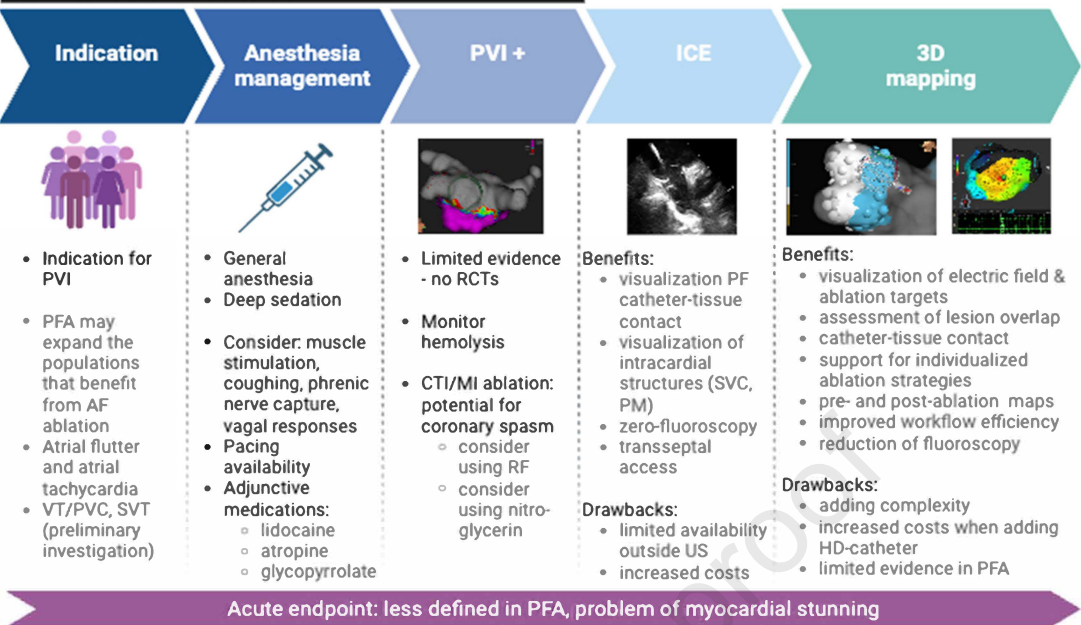 Indication
Anesthesia
management
PVI +
ICE
3D
mapping
• Indication for
PVI
• PFA may
expand the
populations
that benefit
from AF
ablation
• Atrial flutter
and atrial
tachycardia
• VT/PVC, SVT
(preliminary
investigation)
• General
anesthesia
• Deep sedation
• Consider: muscle
stimulation,
coughing, phrenic
nerve capture,
vagal responses
• Pacing
availability
• Adjunctive
medications:
○ lidocaine
○ atropine
○ glycopyrrolate
• Limited evidence
- no RCTs
• Monitor
hemolysis
• CTI/MI ablation:
potential for
coronary spasm
○ consider
using RF
○ consider
using nitro-
glycerin
Benefits:
• visualization PF
catheter-tissue
contact
• visualization of
intracardial
structures (SVC,
PM)
• zero-fluoroscopy
• transseptal
access
Drawbacks:
• limited availability
outside US
• increased costs
Benefits:
• visualization of electric field &
ablation targets
• assessment of lesion overlap
• catheter-tissue contact
• support for individualized
ablation strategies
• pre- and post-ablation maps
• improved workflow efficiency
• reduction of fluoroscopy
Drawbacks:
• adding complexity
• increased costs when adding
HD-catheter
• limited evidence in PFA
Acute endpoint: less defined in PFA, problem of myocardial stunning
proof